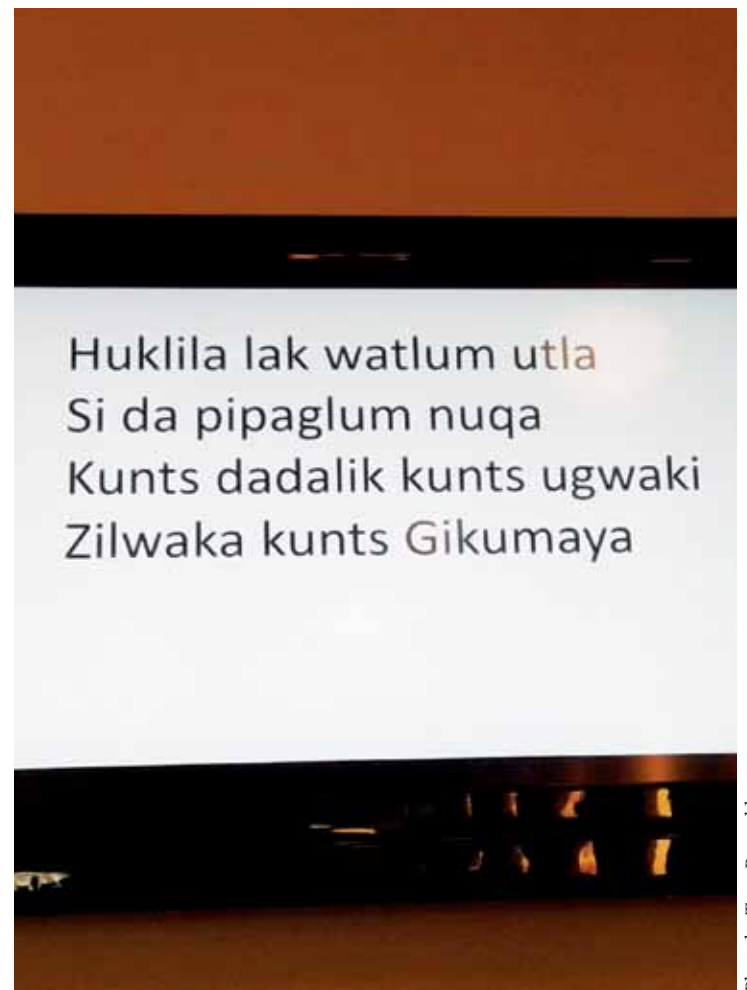 Huklila lak watlum utla
Si da pipaglum nuqa
Kunts dadalik kunts ugwaki
Zilwaka kunts Gikumaya